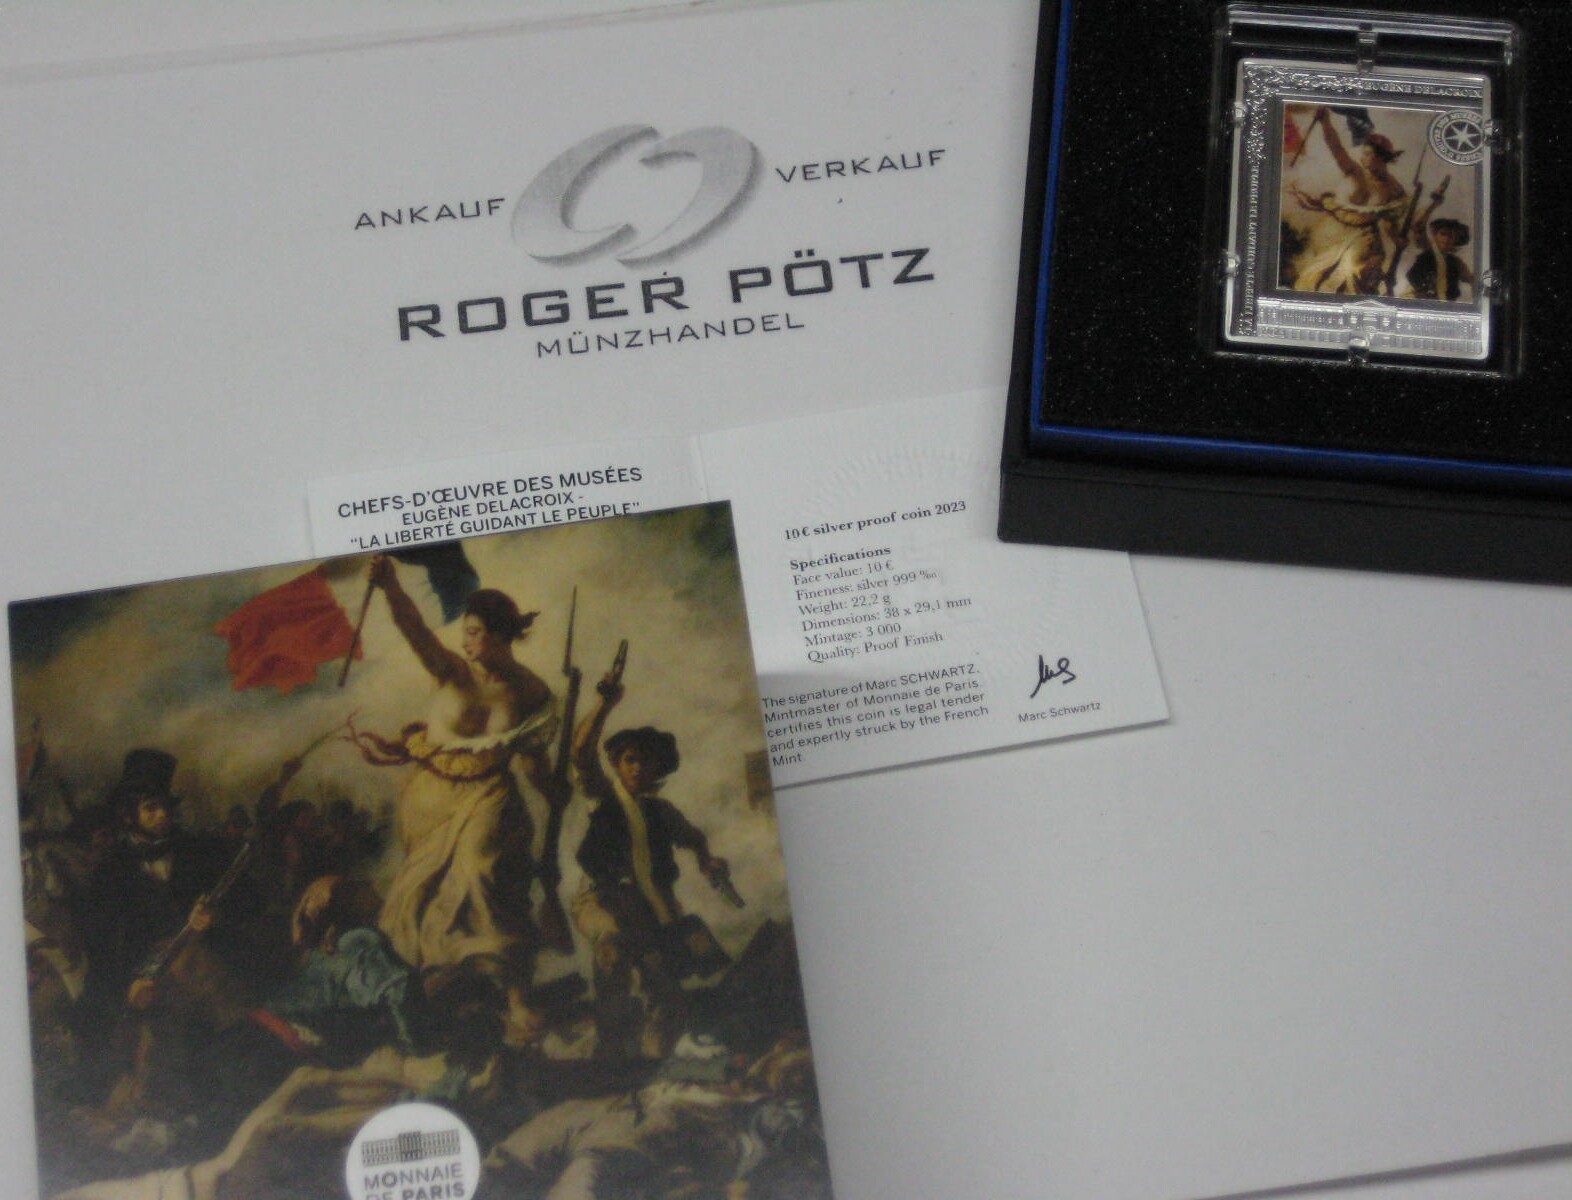 ANKAUF VERKAUF
ROGER PÖTZ
MÜNZHANDEL
EUGÈNE DELACROIX
CHEFS-D'ŒUVRE DES MUSÉES
EUGÈNE DELACROIX -
"LA LIBERTÉ GUIDANT LE PEUPLE"
10 € silver proof coin 2023
Specifications
Face value: 10 €
Fineness: silver 999 ‰
Weight: 22,2 g
Dimensions: 38 x 29,1 mm
Mintage: 3 000
Quality: Proof Finish
The signature of Marc SCHWARTZ,
Mintmaster of Monnaie de Paris
certifies this coin is legal tender
and expertly struck by the French
Mint.
Marc Schwartz
MONNAIE
DE PARIS